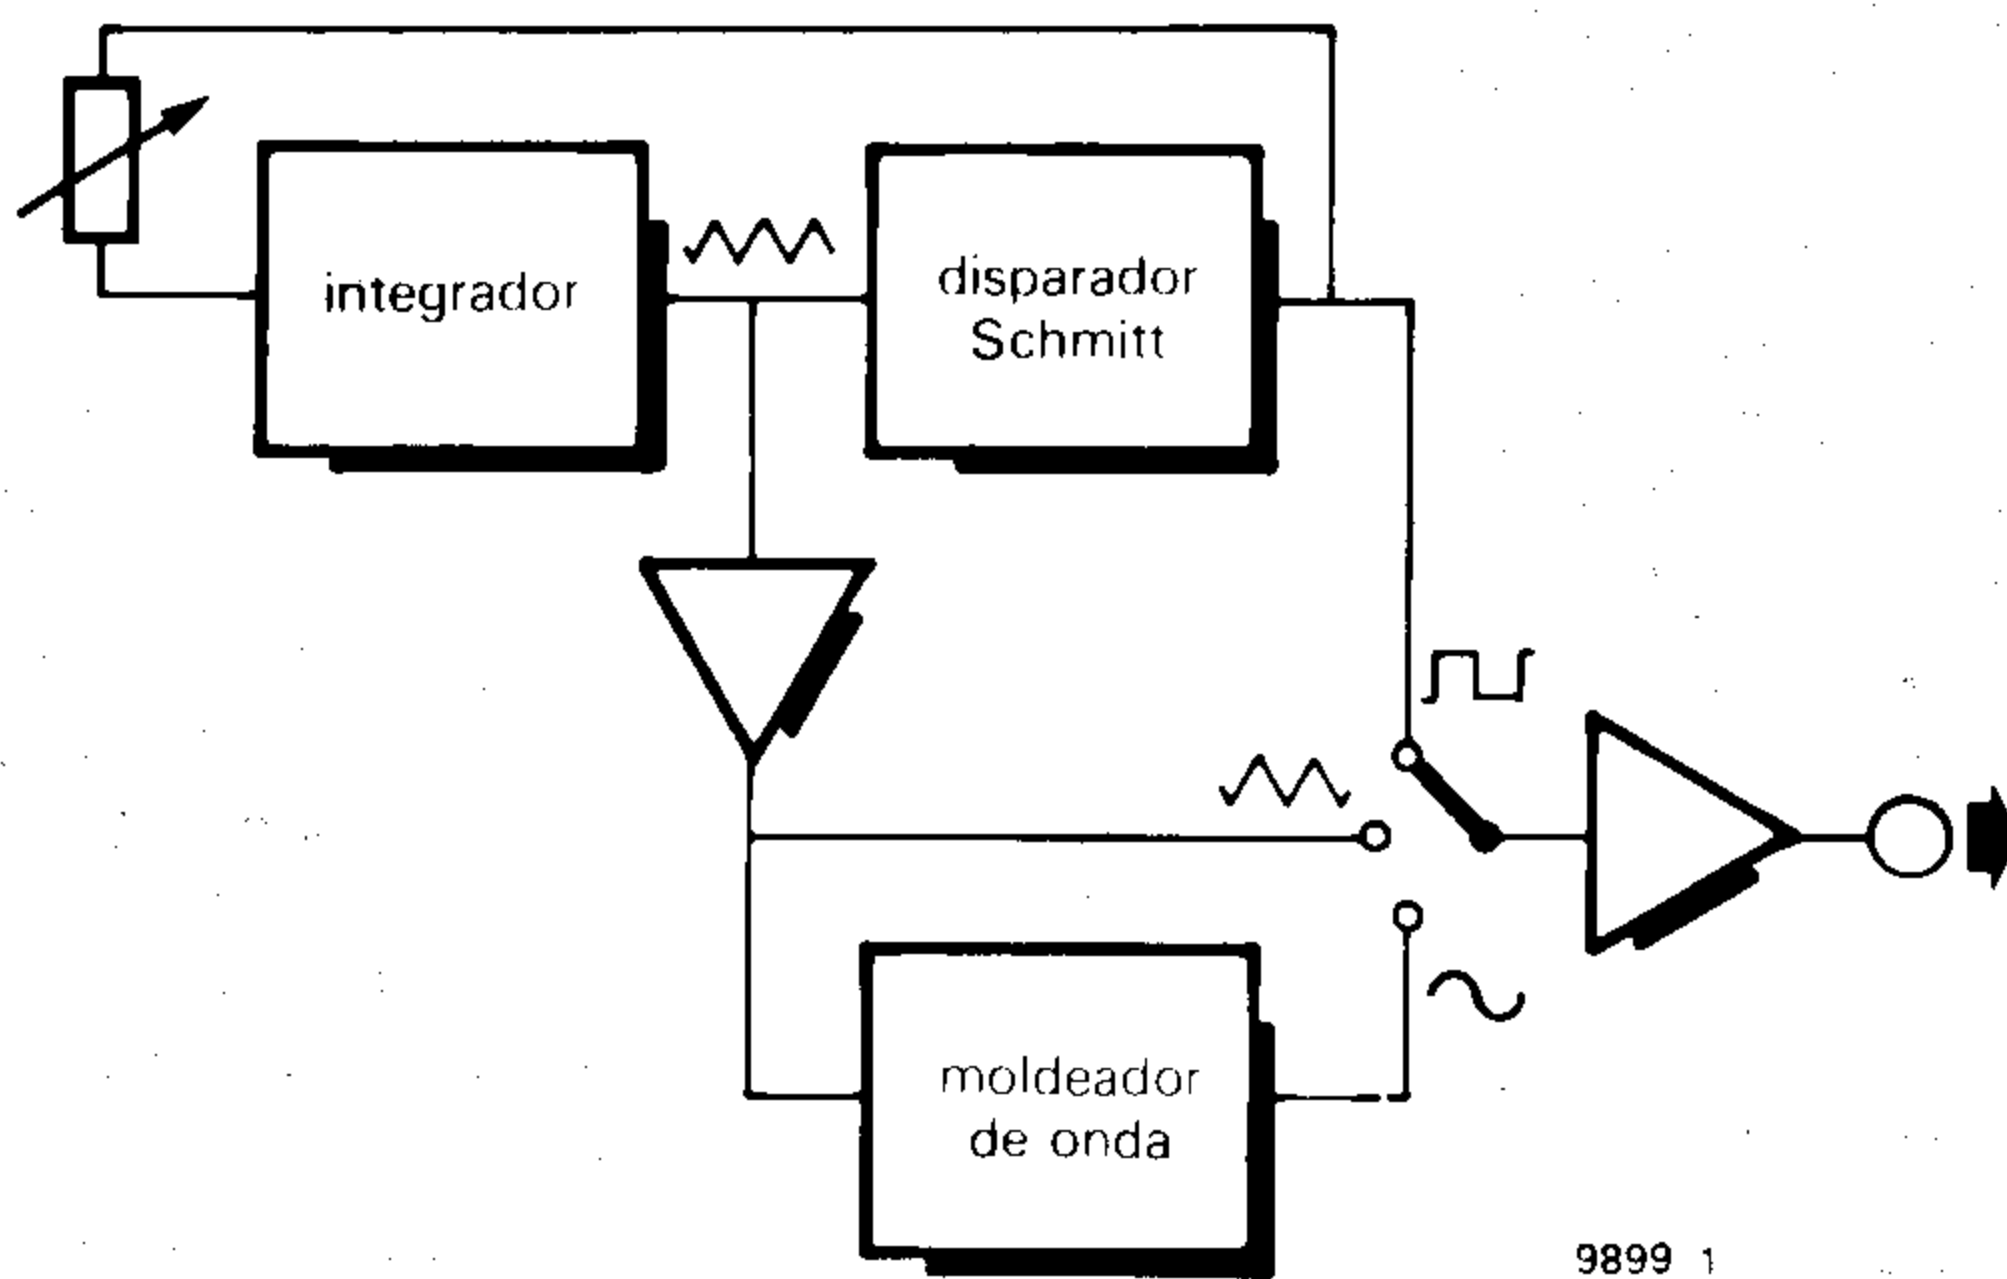 integrador
disparador
Schmitt
moldeador
de onda
9899 1